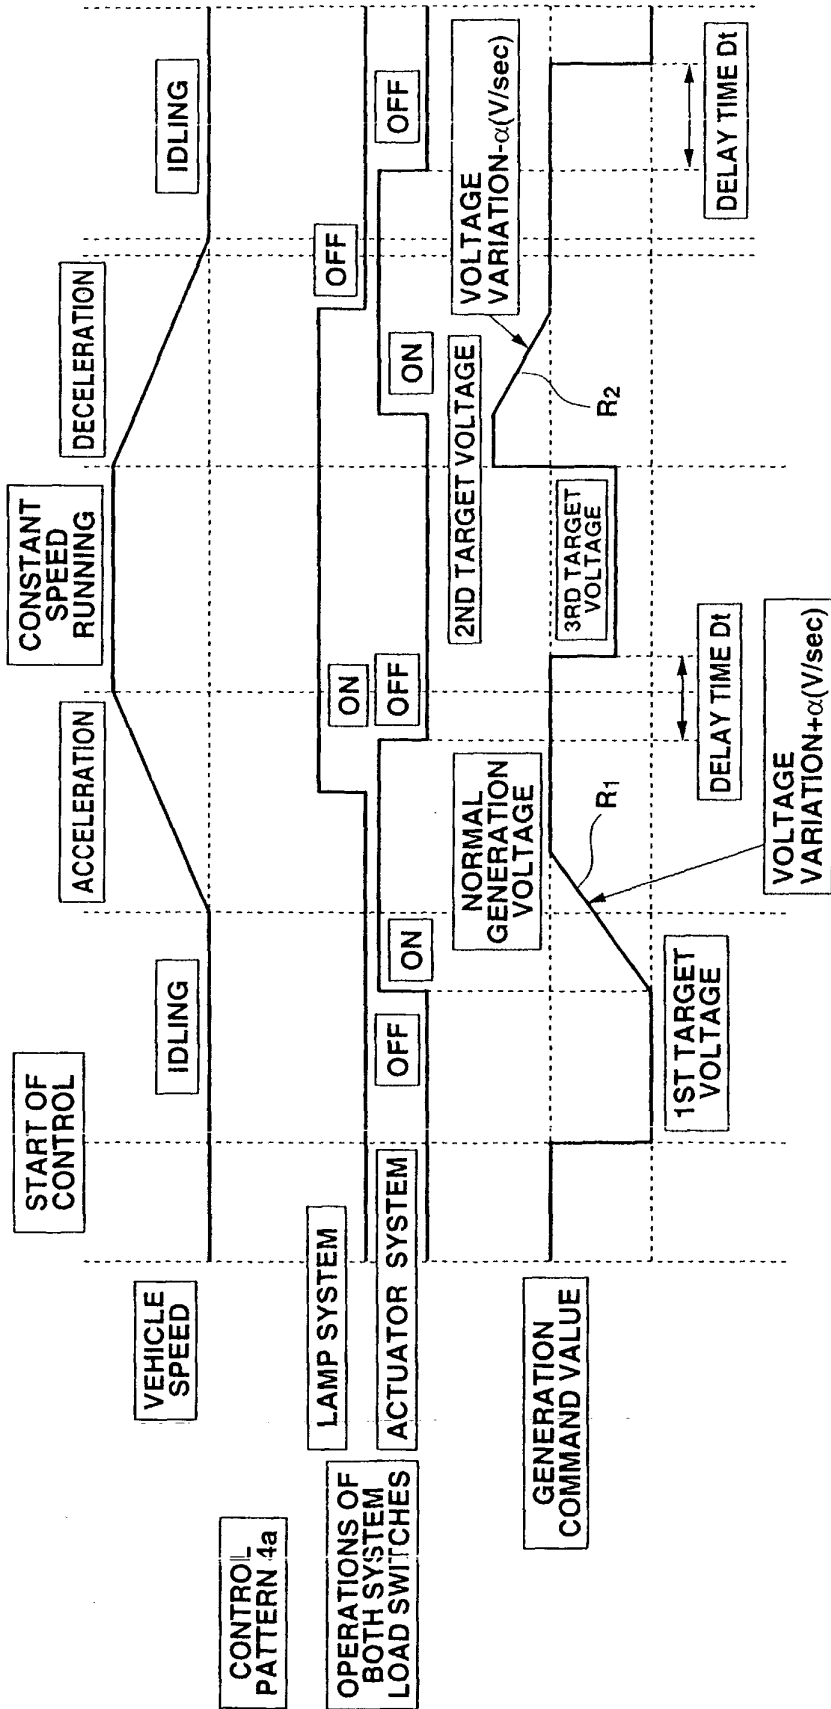 START OF
CONTROL
IDLING
ACCELERATION
CONSTANT
SPEED
RUNNING
DECELERATION
IDLING
VEHICLE
SPEED
CONTROL
PATTERN 4a
OPERATIONS OF
BOTH SYSTEM
LOAD SWITCHES
LAMP SYSTEM
ON
OFF
ACTUATOR SYSTEM
OFF
ON
OFF
ON
OFF
GENERATION
COMMAND VALUE
1ST TARGET
VOLTAGE
NORMAL
GENERATION
VOLTAGE
R1
VOLTAGE
VARIATION+α(V/sec)
DELAY TIME Dt
3RD TARGET
VOLTAGE
2ND TARGET VOLTAGE
R2
VOLTAGE
VARIATION-α(V/sec)
DELAY TIME Dt